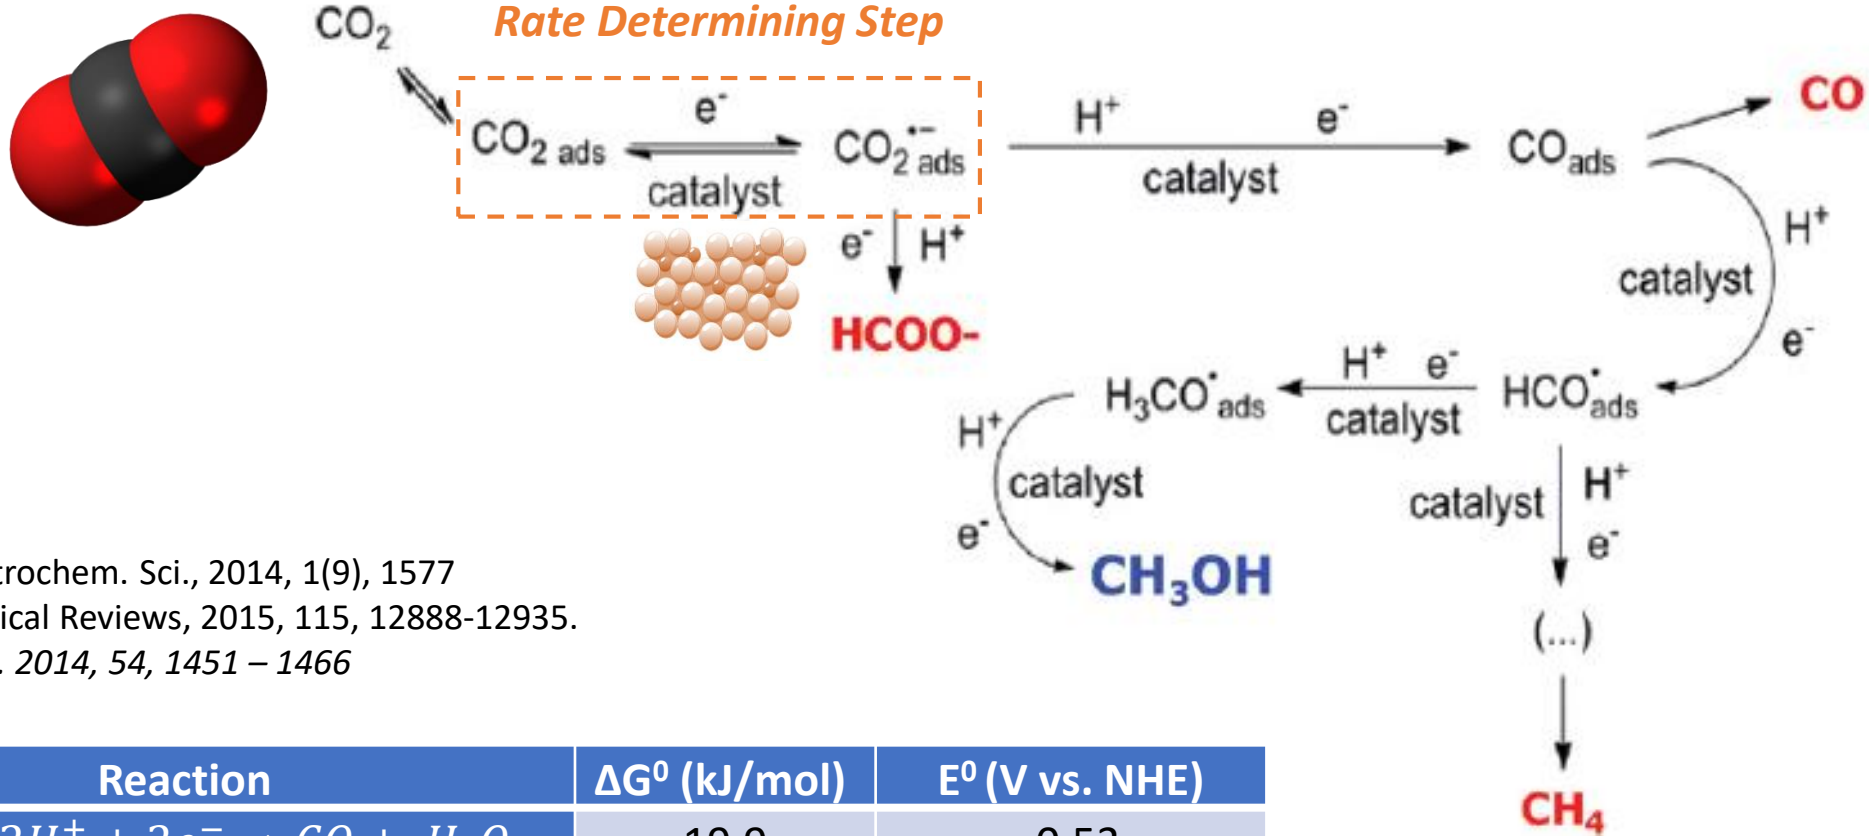 Rate Determining Step
CO₂
CO₂ ads
e⁻
catalyst
CO₂•⁻ ads
H⁺ e⁻
catalyst
CO ads
CO
e⁻ H⁺
HCOO-
H⁺
catalyst
e⁻
HCO• ads
H⁺ e⁻
catalyst
H₃CO• ads
H⁺
catalyst
e⁻
CH₃OH
catalyst
H⁺
e⁻
(...)
CH₄
trochem. Sci., 2014, 1(9), 1577
ical Reviews, 2015, 115, 12888-12935.
. 2014, 54, 1451 – 1466
Reaction ΔG⁰ (kJ/mol) E⁰ (V vs. NHE)